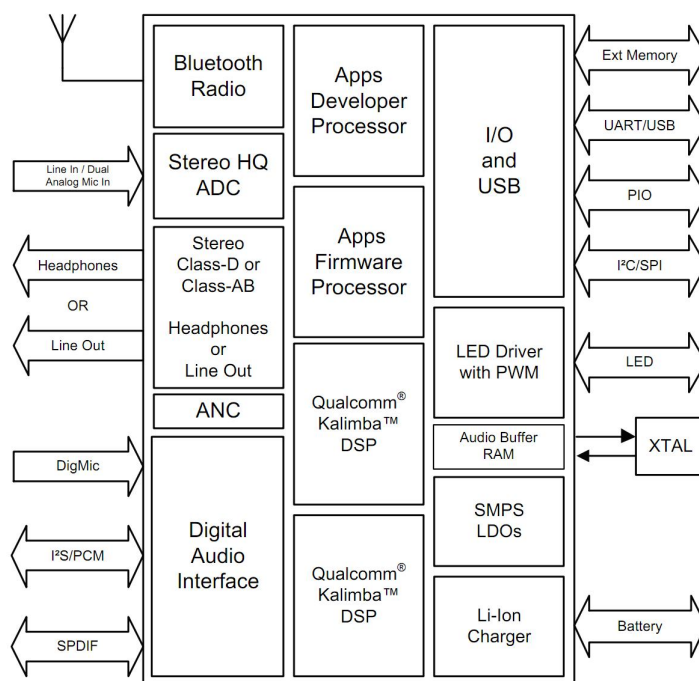 Bluetooth
Radio
Apps
Developer
Processor
I/O
and
USB
Ext Memory
UART/USB
PIO
I²C/SPI
Line In / Dual
Analog Mic In
Stereo HQ
ADC
Headphones
OR
Line Out
Stereo
Class-D or
Class-AB
Headphones
or
Line Out
Apps
Firmware
Processor
LED Driver
with PWM
LED
ANC
Qualcomm®
Kalimba™
DSP
Audio Buffer
RAM
XTAL
DigMic
I²S/PCM
SPDIF
Digital
Audio
Interface
Qualcomm®
Kalimba™
DSP
SMPS
LDOs
Li-Ion
Charger
Battery